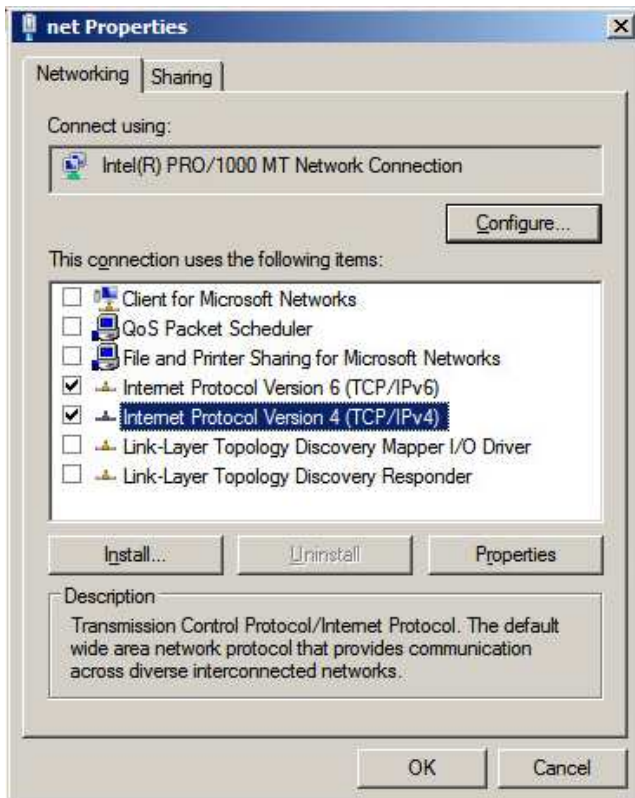 net Properties
Networking
Sharing
Connect using:
Intel(R) PRO/1000 MT Network Connection
Configure...
This connection uses the following items:
Client for Microsoft Networks
QoS Packet Scheduler
File and Printer Sharing for Microsoft Networks
Internet Protocol Version 6 (TCP/IPv6)
Internet Protocol Version 4 (TCP/IPv4)
Link-Layer Topology Discovery Mapper I/O Driver
Link-Layer Topology Discovery Responder
Install...
Uninstall
Properties
Description
Transmission Control Protocol/Internet Protocol. The default
wide area network protocol that provides communication
across diverse interconnected networks.
OK
Cancel